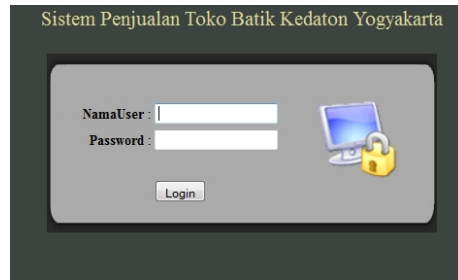 Sistem Penjualan Toko Batik Kedaton Yogyakarta
NamaUser :
Password :
Login